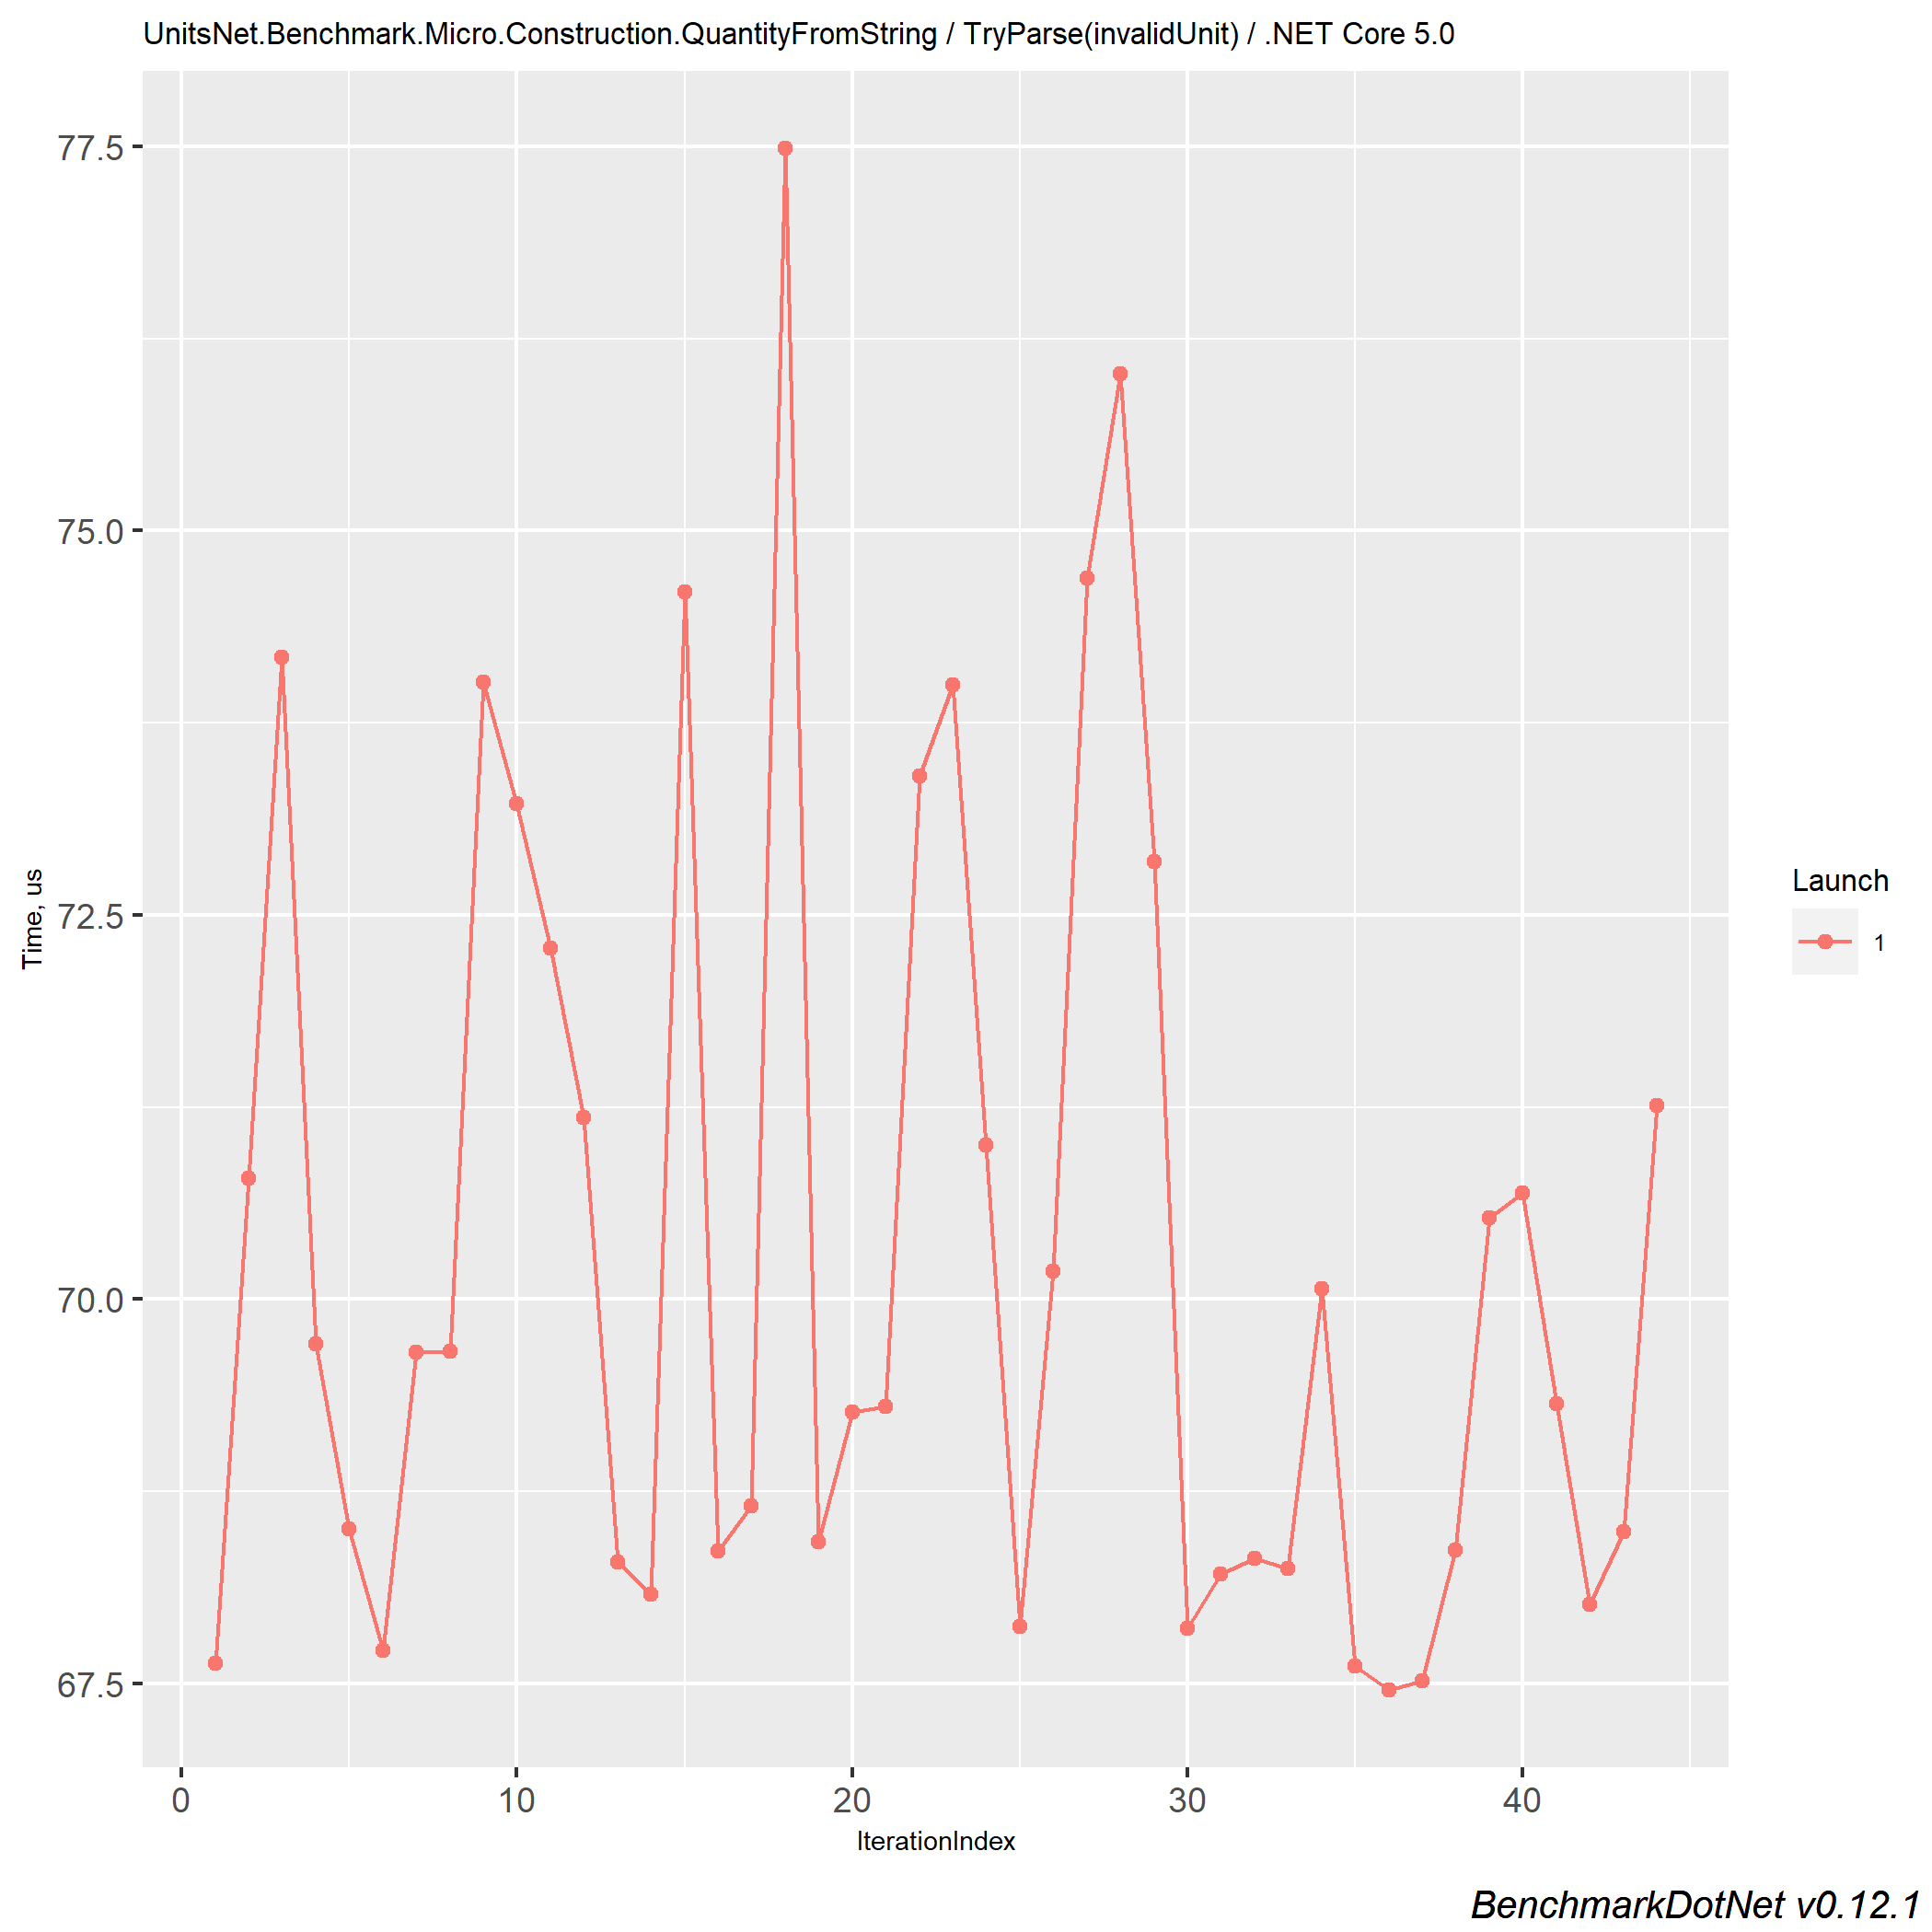 UnitsNet.Benchmark.Micro.Construction.QuantityFromString / TryParse(invalidUnit) / .NET Core 5.0
77.5
75.0
72.5
70.0
67.5
Time, us
0 10 20 30 40
IterationIndex
Launch
1
BenchmarkDotNet v0.12.1